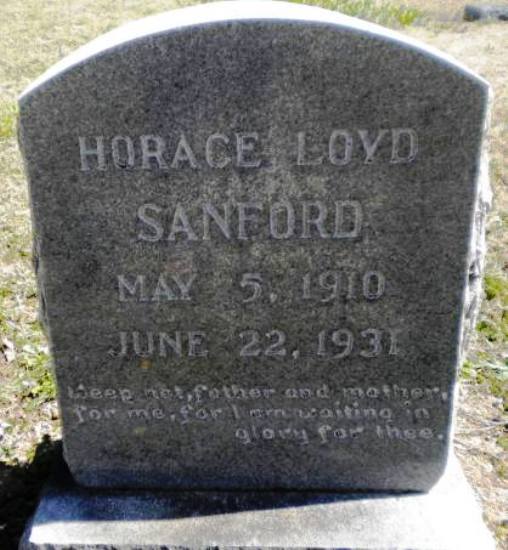 HORACE LOYD
SANFORD
MAY 5, 1910
JUNE 22, 1931
Weep not, father and mother,
for me, for I am waiting in
glory for thee.